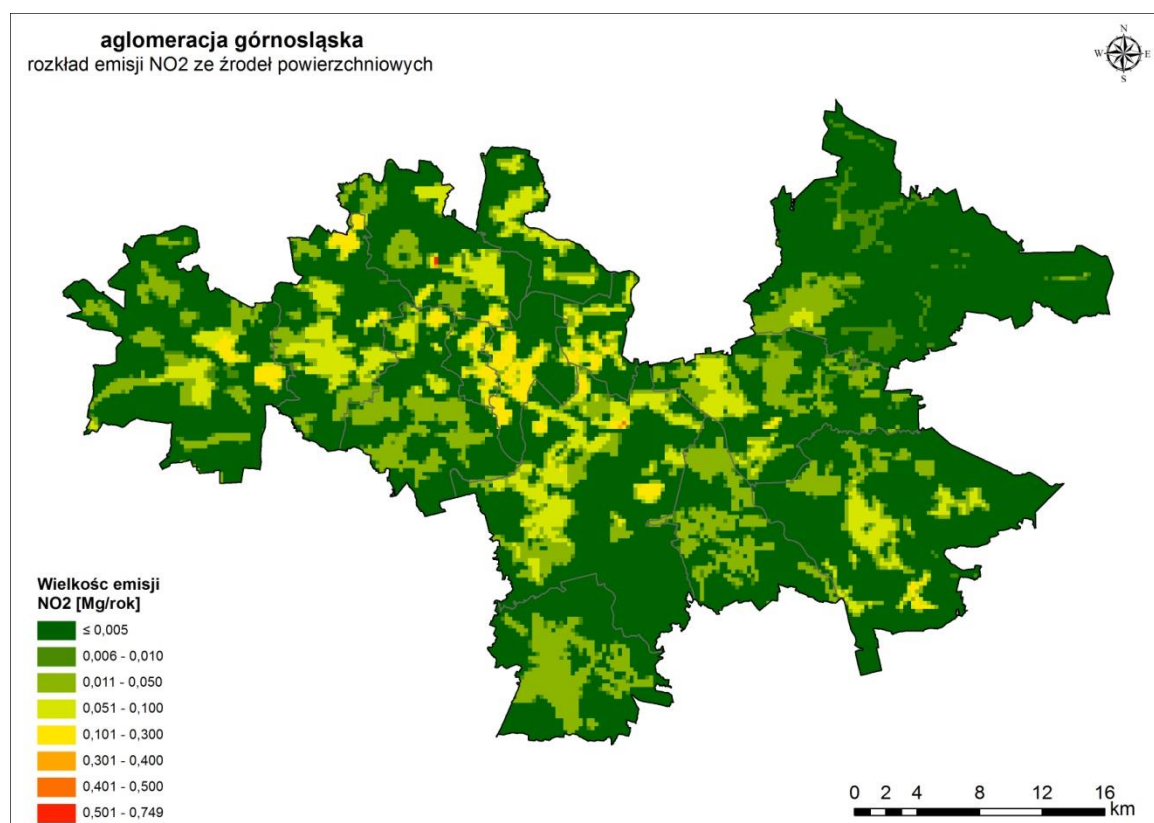 aglomeracja górnośląska
rozkład emisji NO2 ze źrodeł powierzchniowych
N
W E
S
Wielkośc emisji
NO2 [Mg/rok]
≤ 0,005
0,006 - 0,010
0,011 - 0,050
0,051 - 0,100
0,101 - 0,300
0,301 - 0,400
0,401 - 0,500
0,501 - 0,749
0 2 4 8 12 16
km